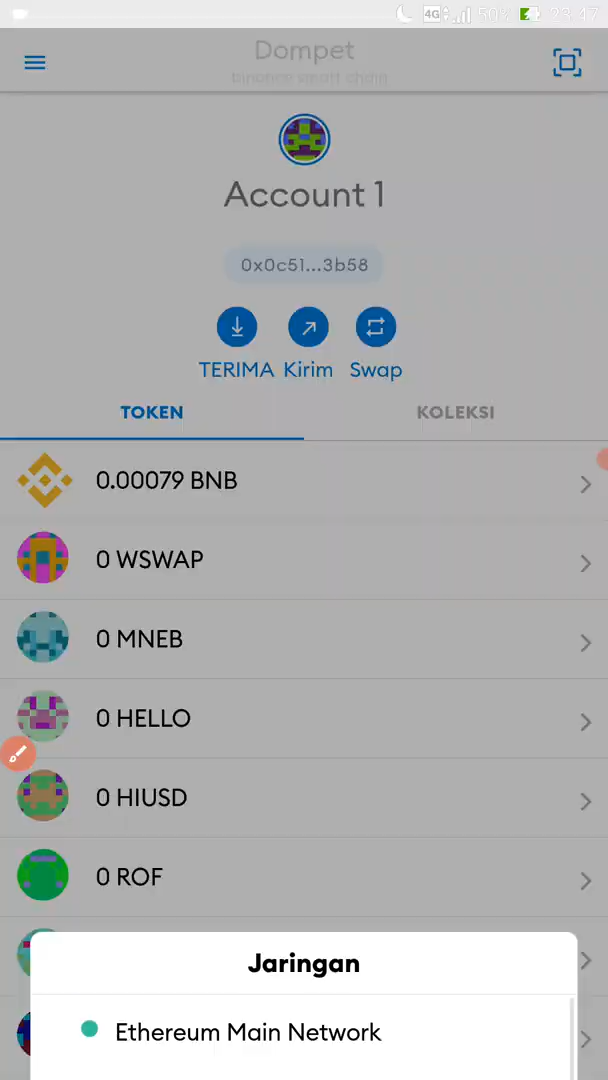 4G 50% 23:47
Dompet
binance smart chain
Account 1
0x0c51...3b58
TERIMA Kirim Swap
TOKEN KOLEKSI
0.00079 BNB
0 WSWAP
0 MNEB
0 HELLO
0 HIUSD
0 ROF
Jaringan
Ethereum Main Network